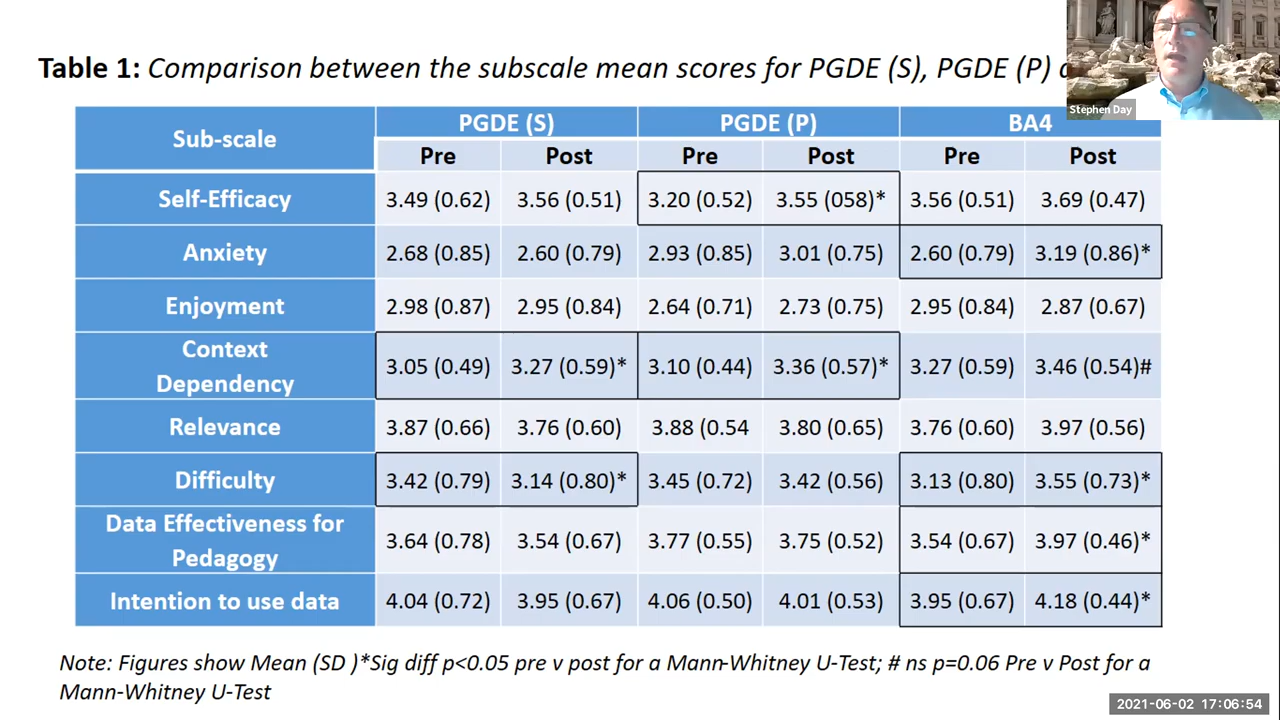 Table 1: Comparison between the subscale mean scores for PGDE (S), PGDE (P)
Stephen Day
Sub-scale PGDE (S) PGDE (P) BA4
Pre Post Pre Post Pre Post
Self-Efficacy 3.49 (0.62) 3.56 (0.51) 3.20 (0.52) 3.55 (058)* 3.56 (0.51) 3.69 (0.47)
Anxiety 2.68 (0.85) 2.60 (0.79) 2.93 (0.85) 3.01 (0.75) 2.60 (0.79) 3.19 (0.86)*
Enjoyment 2.98 (0.87) 2.95 (0.84) 2.64 (0.71) 2.73 (0.75) 2.95 (0.84) 2.87 (0.67)
Context
Dependency 3.05 (0.49) 3.27 (0.59)* 3.10 (0.44) 3.36 (0.57)* 3.27 (0.59) 3.46 (0.54)#
Relevance 3.87 (0.66) 3.76 (0.60) 3.88 (0.54 3.80 (0.65) 3.76 (0.60) 3.97 (0.56)
Difficulty 3.42 (0.79) 3.14 (0.80)* 3.45 (0.72) 3.42 (0.56) 3.13 (0.80) 3.55 (0.73)*
Data Effectiveness for
Pedagogy 3.64 (0.78) 3.54 (0.67) 3.77 (0.55) 3.75 (0.52) 3.54 (0.67) 3.97 (0.46)*
Intention to use data 4.04 (0.72) 3.95 (0.67) 4.06 (0.50) 4.01 (0.53) 3.95 (0.67) 4.18 (0.44)*
Note: Figures show Mean (SD )*Sig diff p<0.05 pre v post for a Mann-Whitney U-Test; # ns p=0.06 Pre v Post for a
Mann-Whitney U-Test
2021-06-02 17:06:54